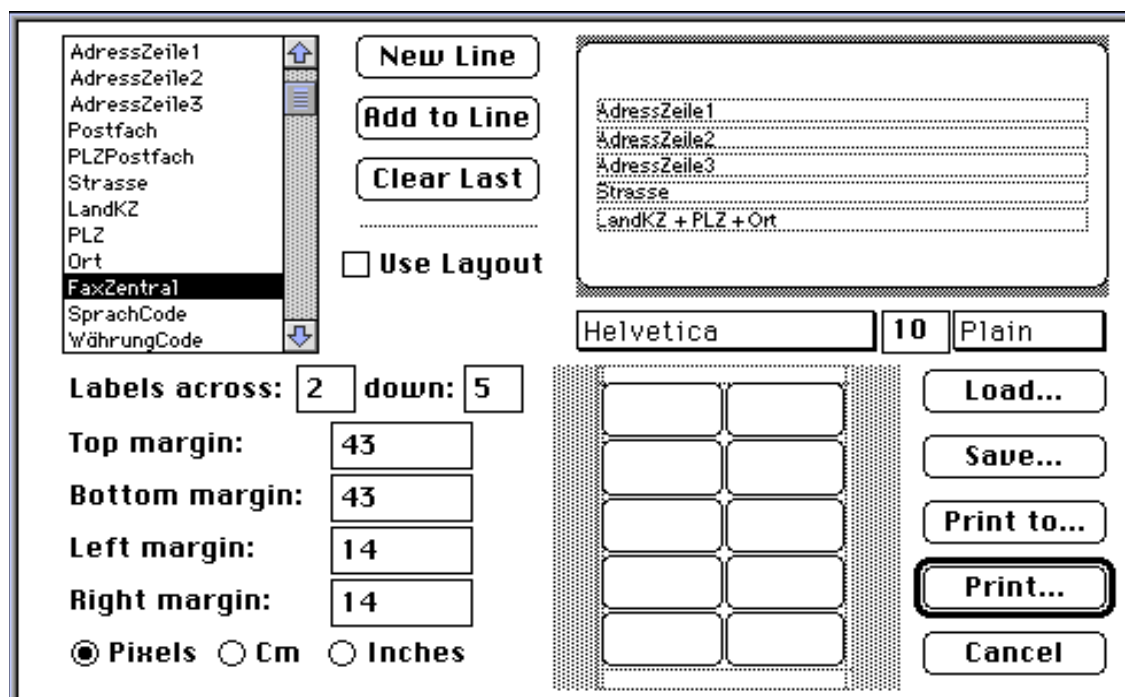 AdressZeile1
AdressZeile2
AdressZeile3
Postfach
PLZPostfach
Strasse
LandKZ
PLZ
Ort
FaxZentral
SprachCode
WährungCode
New Line
Add to Line
Clear Last
Use Layout
AdressZeile1
AdressZeile2
AdressZeile3
Strasse
LandKZ + PLZ + Ort
Helvetica 10 Plain
Labels across: 2 down: 5
Top margin: 43
Bottom margin: 43
Left margin: 14
Right margin: 14
Pixels Cm Inches
Load...
Save...
Print to...
Print...
Cancel